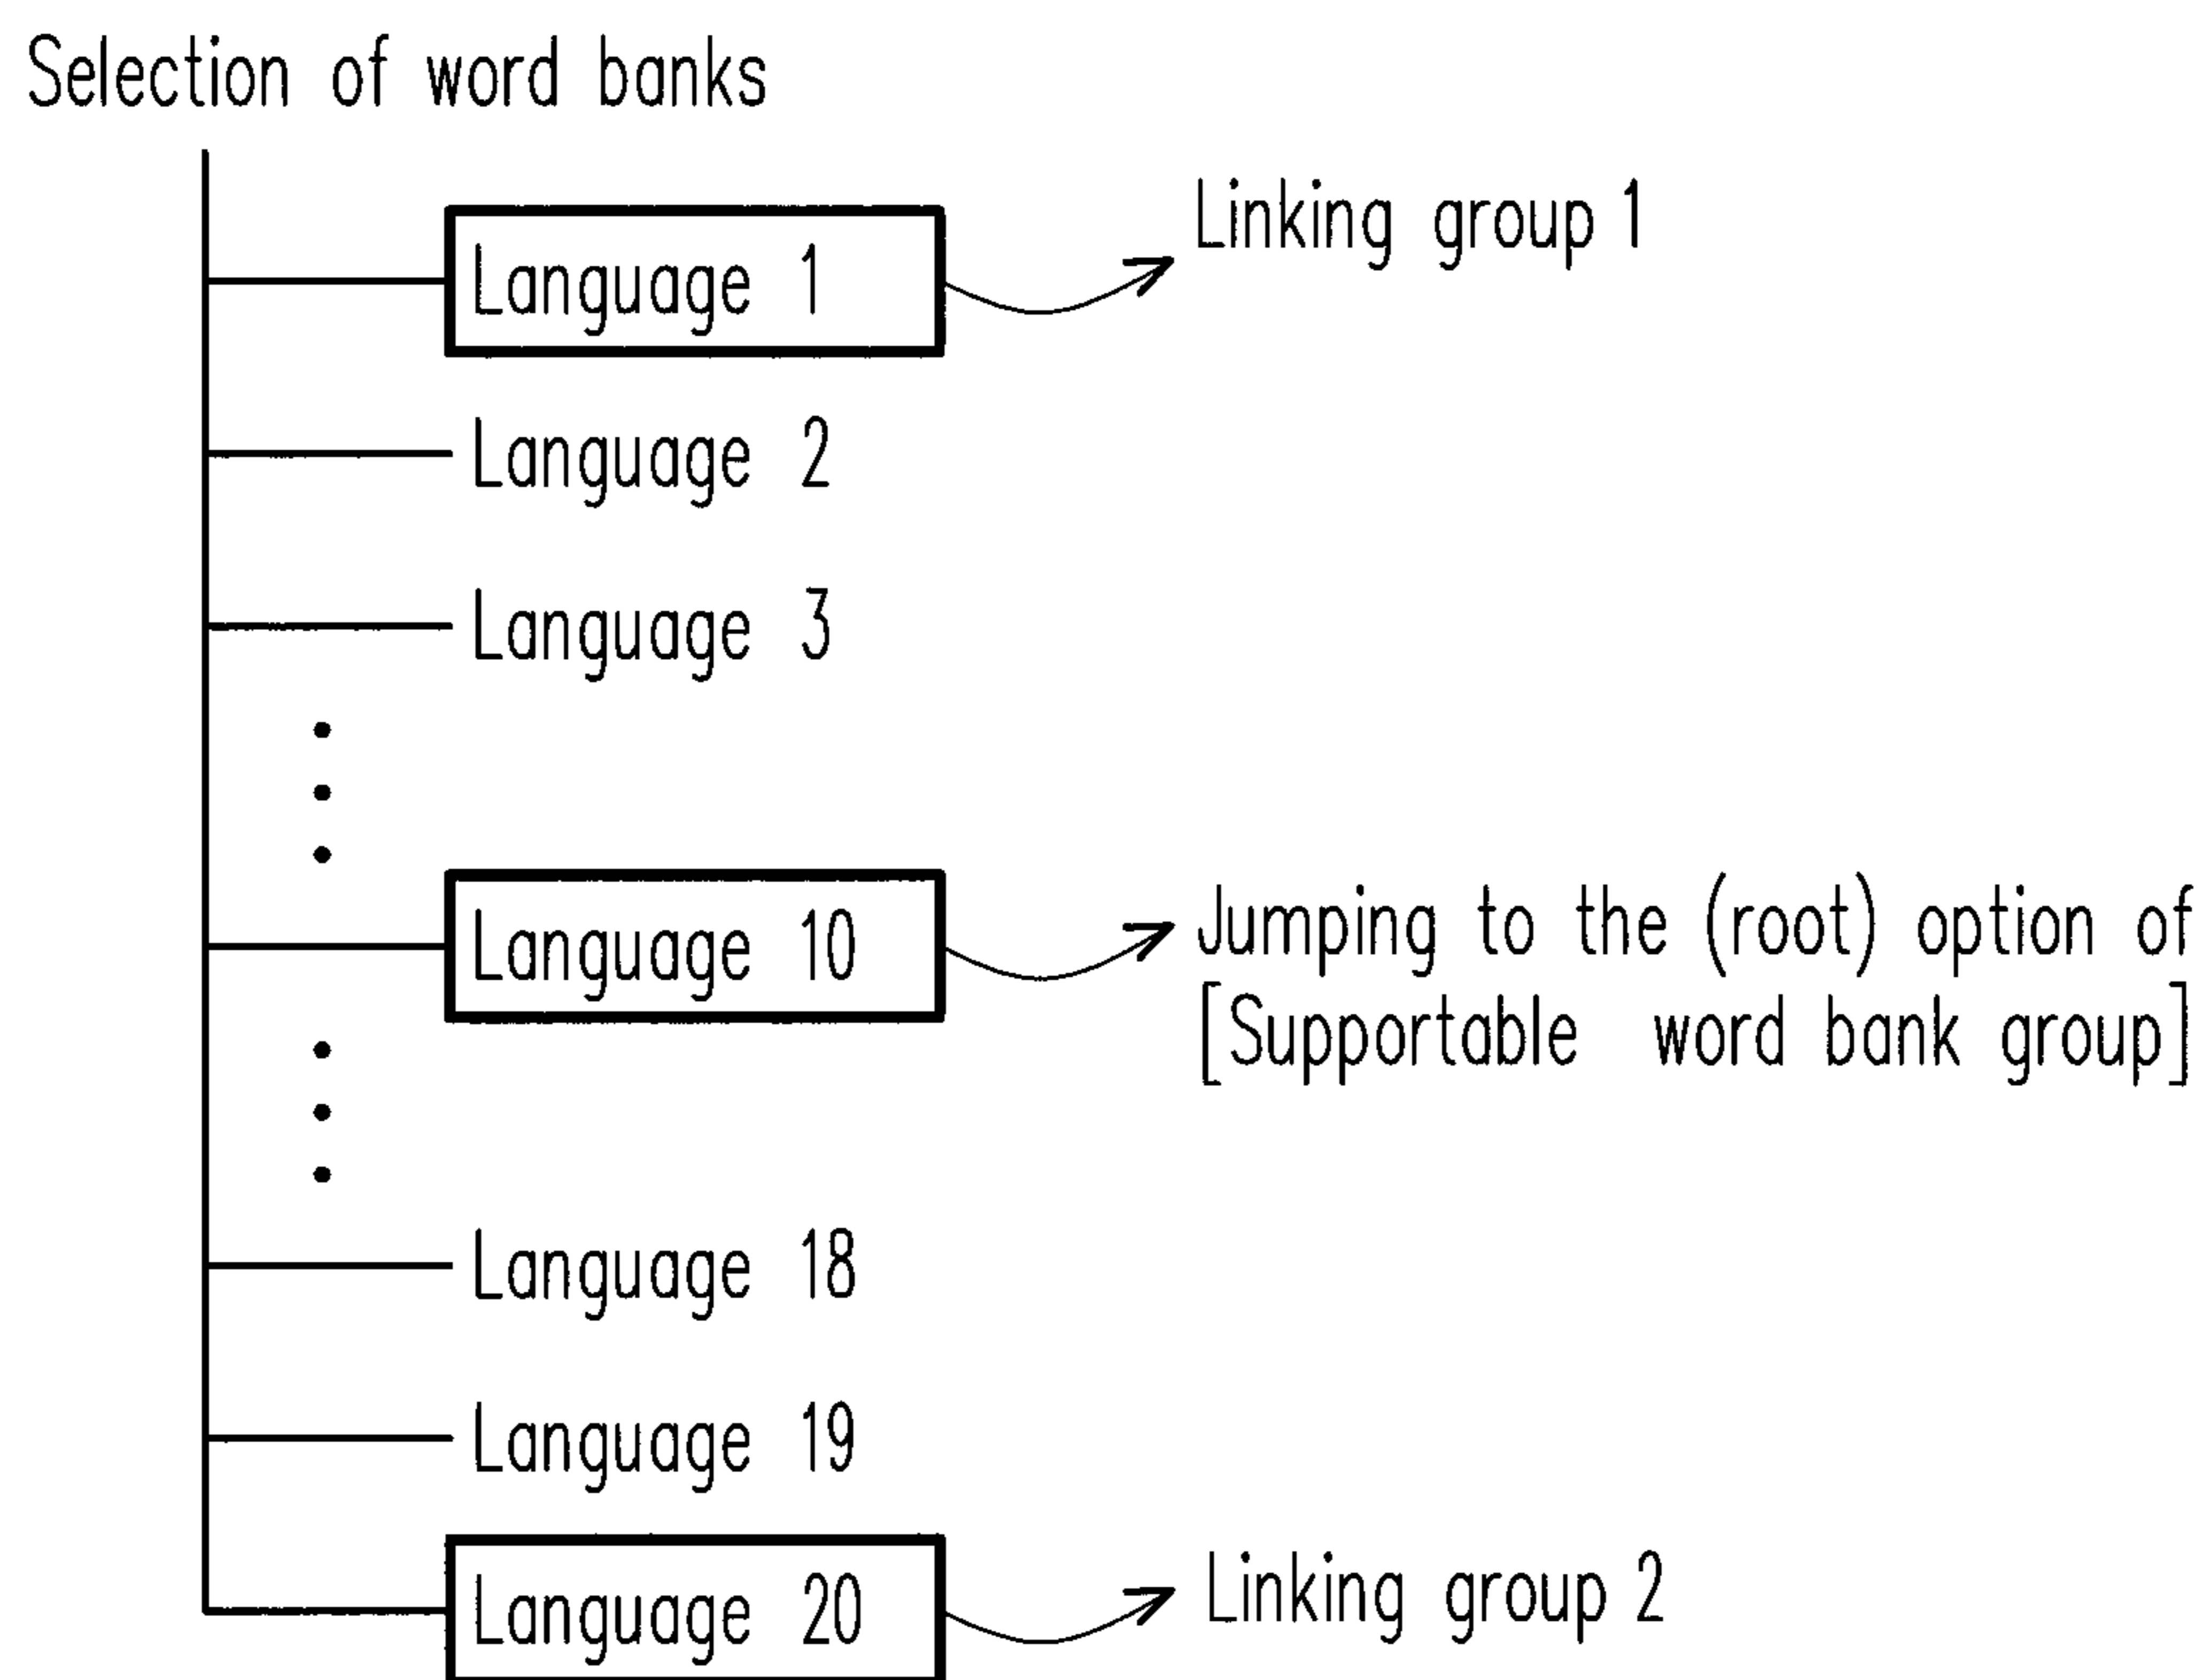 Selection of word banks
Language 1
Linking group 1
Language 2
Language 3
Language 10
Jumping to the (root) option of
[Supportable word bank group]
Language 18
Language 19
Language 20
Linking group 2